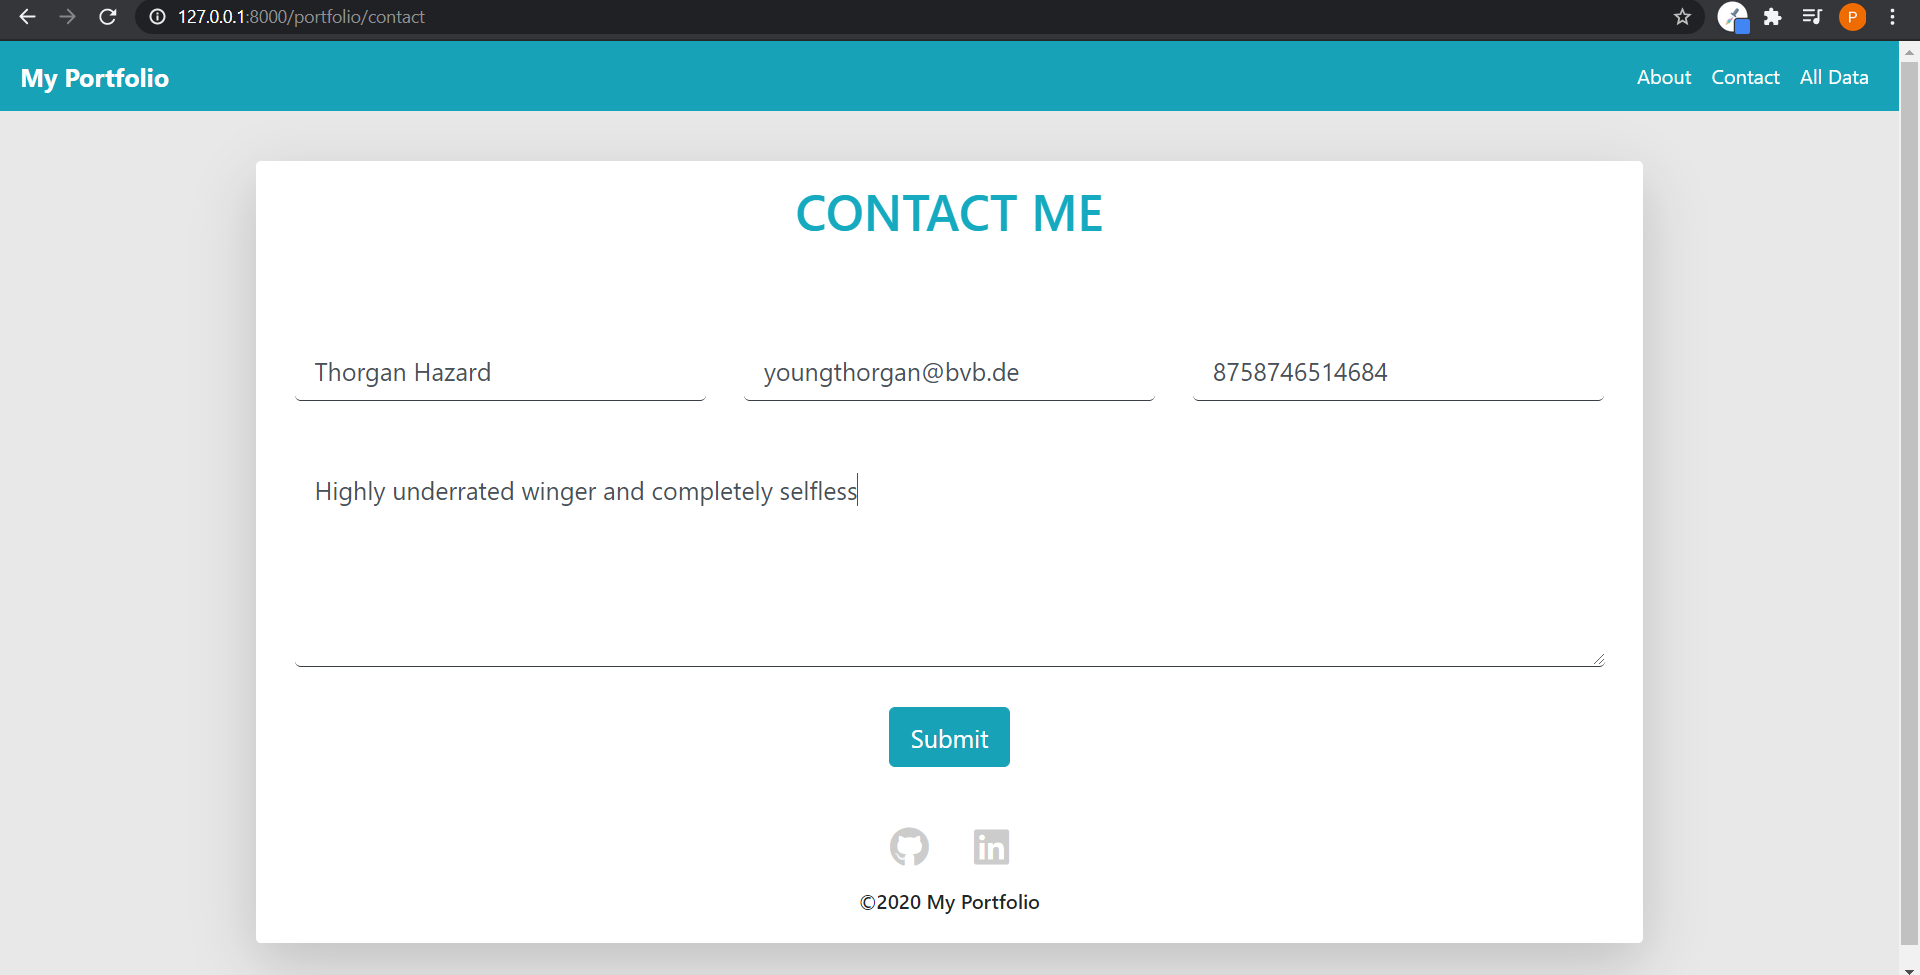 127.0.0.1:8000/portfolio/contact
P
My Portfolio
About Contact All Data
CONTACT ME
Thorgan Hazard youngthorgan@bvb.de 8758746514684
Highly underrated winger and completely selfless
Submit
in
©2020 My Portfolio